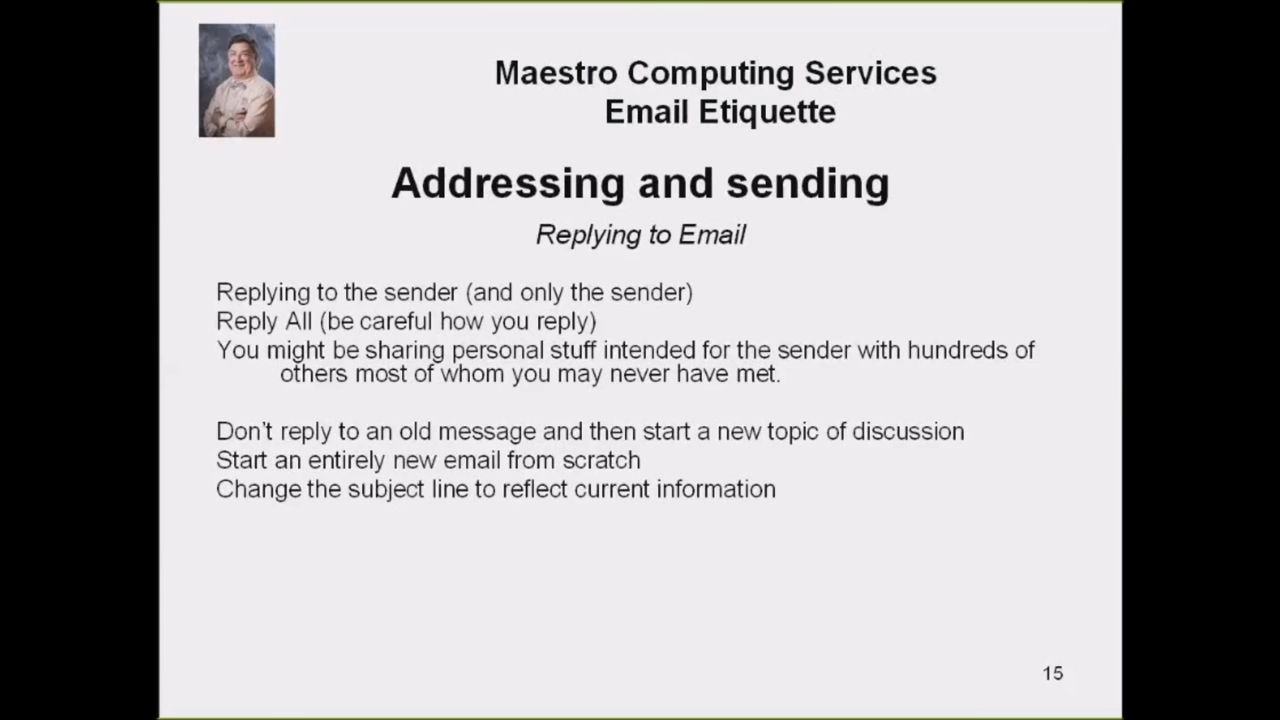 Maestro Computing Services
Email Etiquette
Addressing and sending
Replying to Email
Replying to the sender (and only the sender)
Reply All (be careful how you reply)
You might be sharing personal stuff intended for the sender with hundreds of
others most of whom you may never have met.
Don't reply to an old message and then start a new topic of discussion
Start an entirely new email from scratch
Change the subject line to reflect current information
15